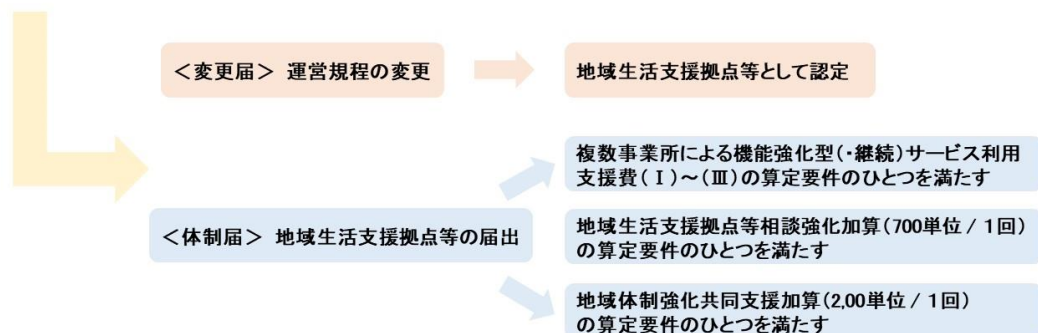 ＜変更届＞ 運営規程の変更
地域生活支援拠点等として認定
＜体制届＞ 地域生活支援拠点等の届出
複数事業所による機能強化型(・継続)サービス利用
支援費(Ⅰ)～(Ⅲ)の算定要件のひとつを満たす
地域生活支援拠点等相談強化加算(700単位 / 1回)
の算定要件のひとつを満たす
地域体制強化共同支援加算(2,00単位 / 1回)
の算定要件のひとつを満たす